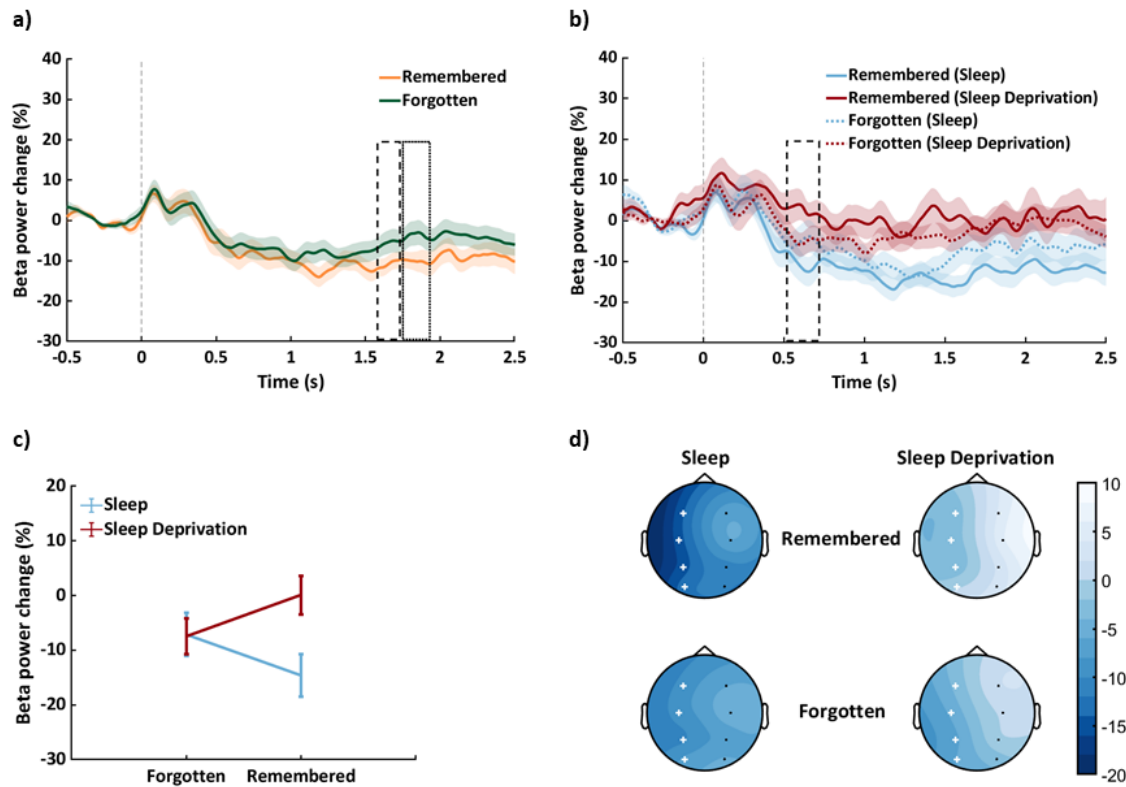 a)
40
30
20
10
0
-10
-20
-30
Beta power change (%)
Remembered
Forgotten
-0.5 0 0.5 1 1.5 2 2.5
Time (s)
b)
40
30
20
10
0
-10
-20
-30
Beta power change (%)
Remembered (Sleep)
Remembered (Sleep Deprivation)
Forgotten (Sleep)
Forgotten (Sleep Deprivation)
-0.5 0 0.5 1 1.5 2 2.5
Time (s)
c)
20
10
0
-10
-20
-30
Beta power change (%)
Sleep
Sleep Deprivation
Forgotten Remembered
d)
Sleep Sleep Deprivation
Remembered
Forgotten
10
5
0
-5
-10
-15
-20